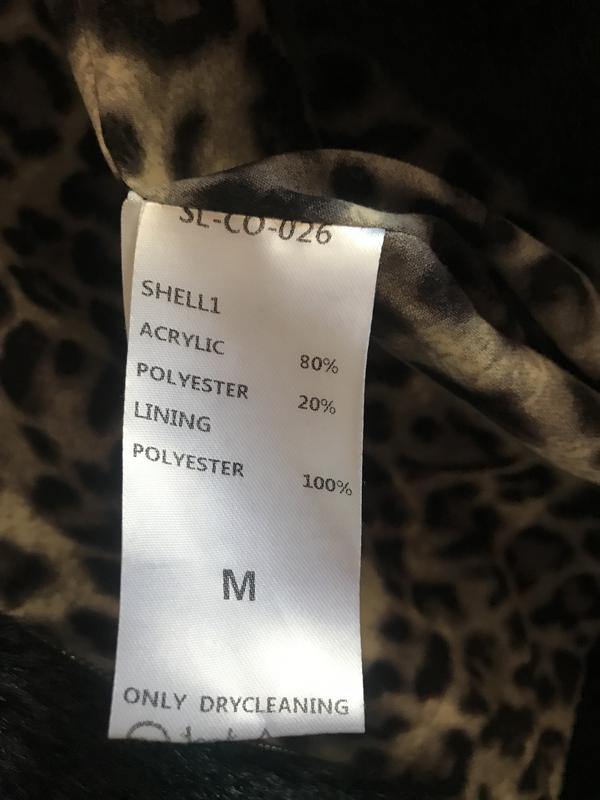 SL-CO-026
SHELL1
ACRYLIC 80%
POLYESTER 20%
LINING
POLYESTER 100%
M
ONLY DRYCLEANING